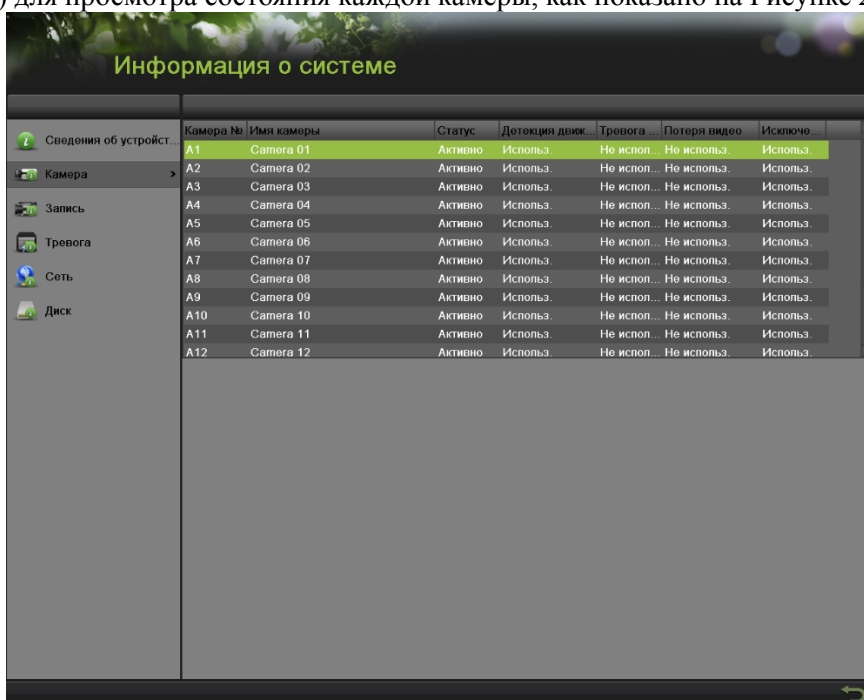 ) для просмотра состояния каждой камеры, как показано на Рисунке 2
Информация о системе
Сведения об устройст...
Камера >
Запись
Тревога
Сеть
Диск
Камера № Имя камеры Статус Детекция движ... Тревога ... Потеря видео Исключе...
A1 Camera 01 Активно Использ. Не испол... Не использ. Использ.
A2 Camera 02 Активно Использ. Не испол... Не использ. Использ.
A3 Camera 03 Активно Использ. Не испол... Не использ. Использ.
A4 Camera 04 Активно Использ. Не испол... Не использ. Использ.
A5 Camera 05 Активно Использ. Не испол... Не использ. Использ.
A6 Camera 06 Активно Использ. Не испол... Не использ. Использ.
A7 Camera 07 Активно Использ. Не испол... Не использ. Использ.
A8 Camera 08 Активно Использ. Не испол... Не использ. Использ.
A9 Camera 09 Активно Использ. Не испол... Не использ. Использ.
A10 Camera 10 Активно Использ. Не испол... Не использ. Использ.
A11 Camera 11 Активно Использ. Не испол... Не использ. Использ.
A12 Camera 12 Активно Использ. Не испол... Не использ. Использ.